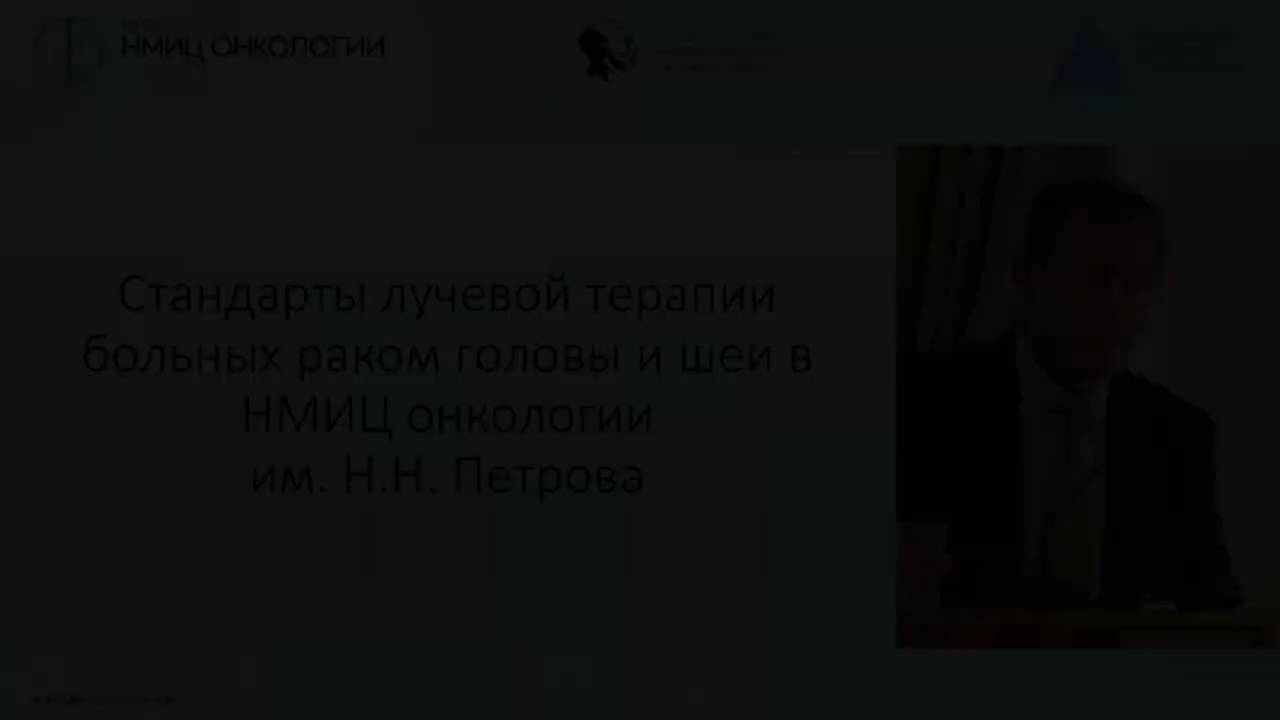 НМИЦ ОНКОЛОГИИ
Стандарты лучевой терапии
больных раком головы и шеи в
НМИЦ онкологии
им. Н.Н. Петрова